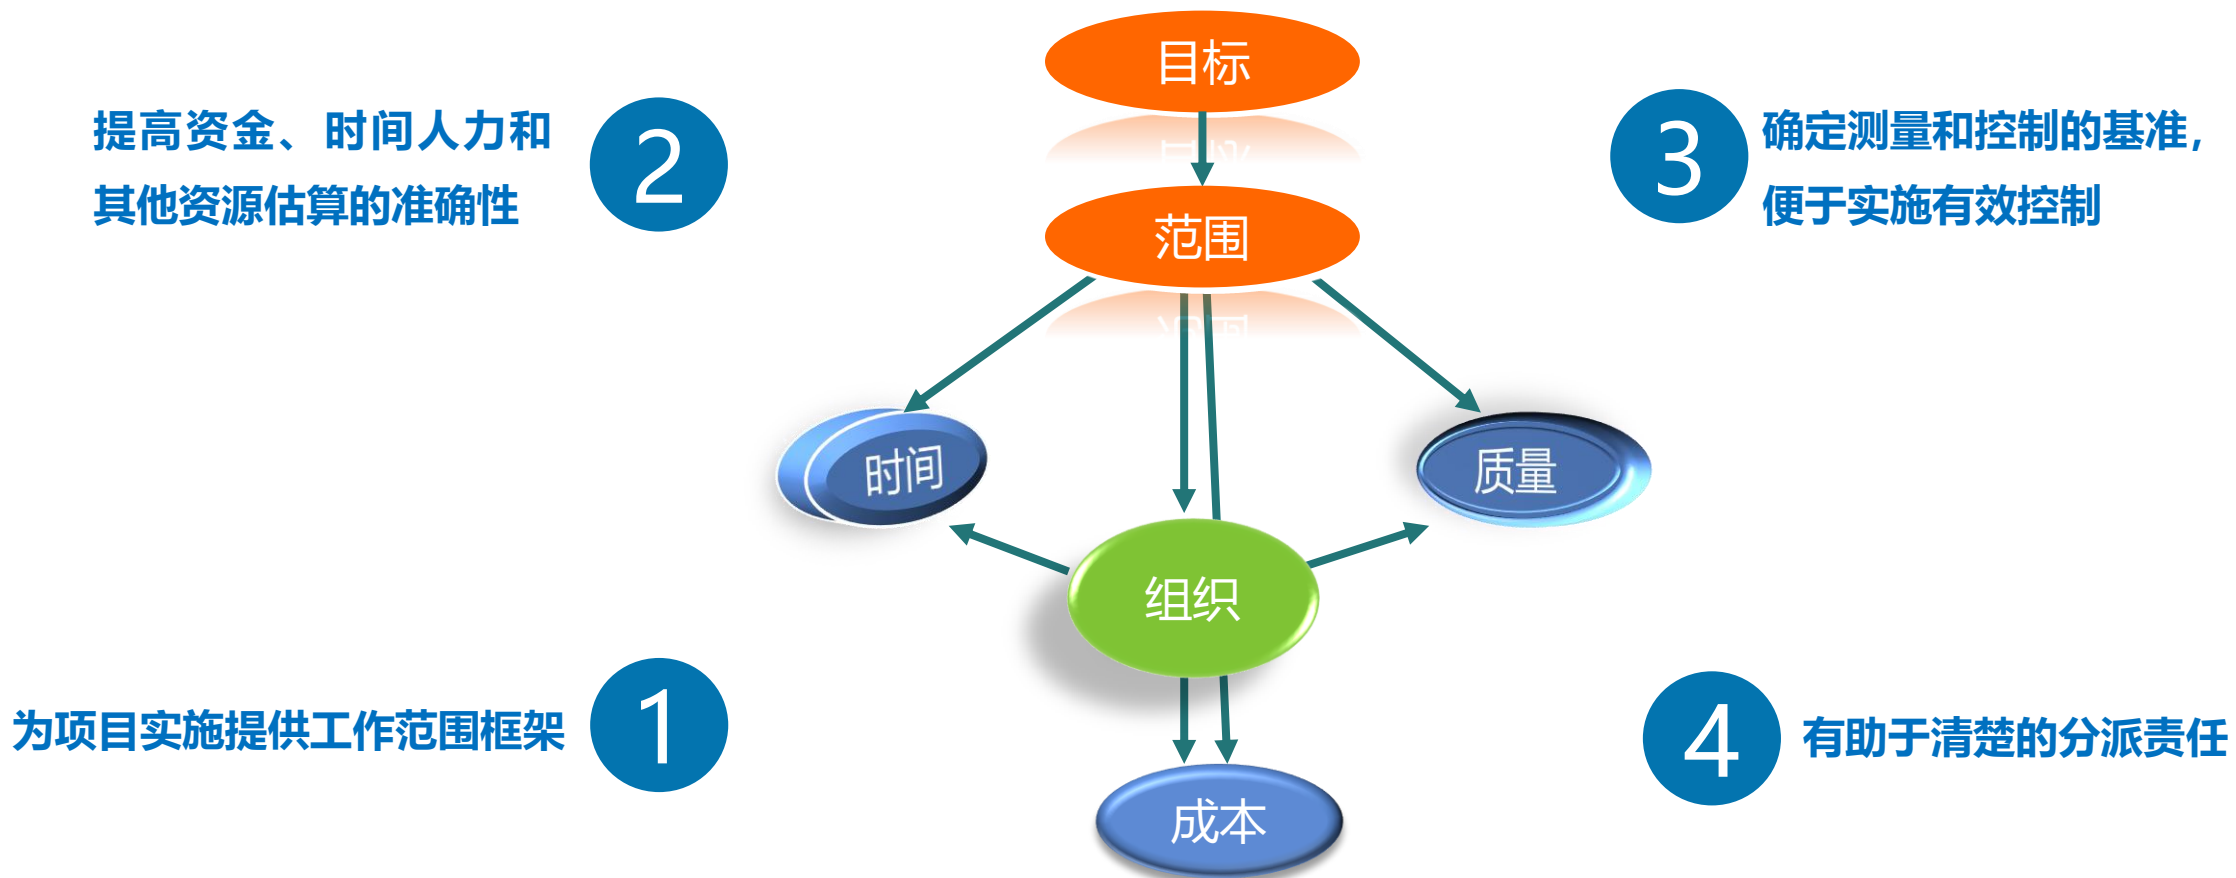 目标
提高资金、时间人力和
其他资源估算的准确性
2
3
确定测量和控制的基准，
便于实施有效控制
范围
时间
质量
组织
为项目实施提供工作范围框架
1
4
有助于清楚的分派责任
成本